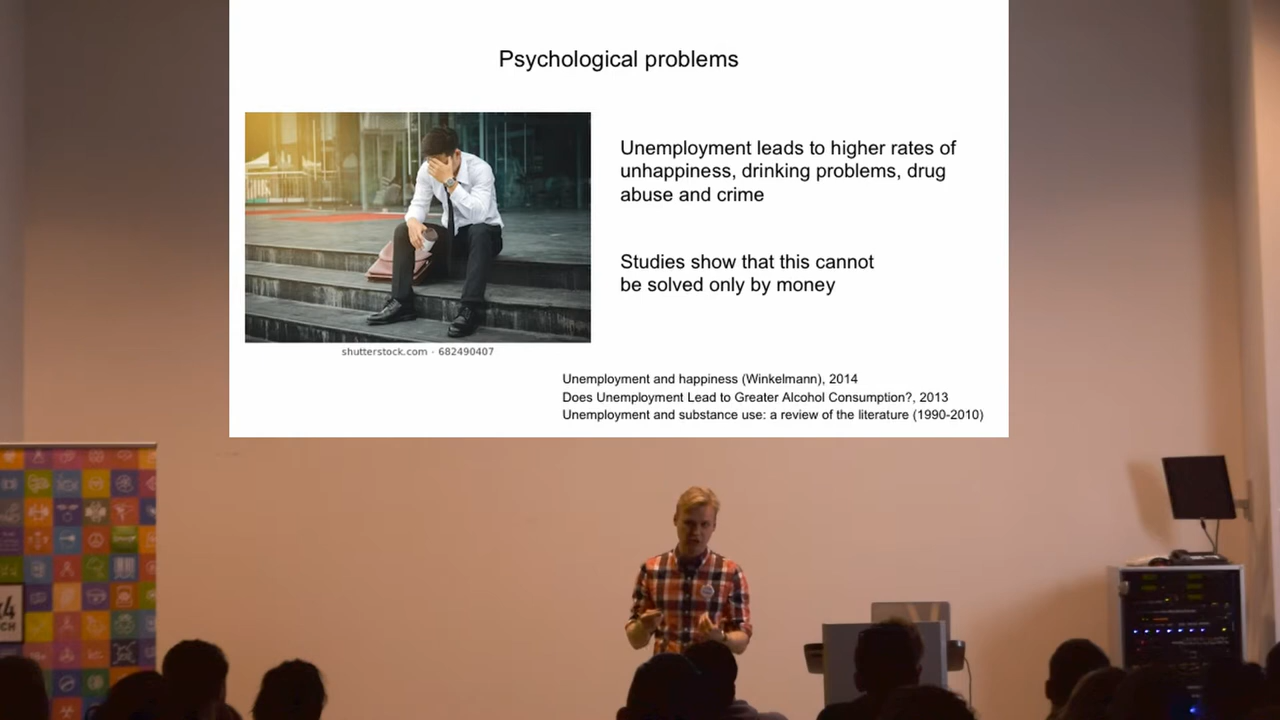 Psychological problems
Unemployment leads to higher rates of
unhappiness, drinking problems, drug
abuse and crime
Studies show that this cannot
be solved only by money
shutterstock.com · 682490407
Unemployment and happiness (Winkelmann), 2014
Does Unemployment Lead to Greater Alcohol Consumption?, 2013
Unemployment and substance use: a review of the literature (1990-2010)